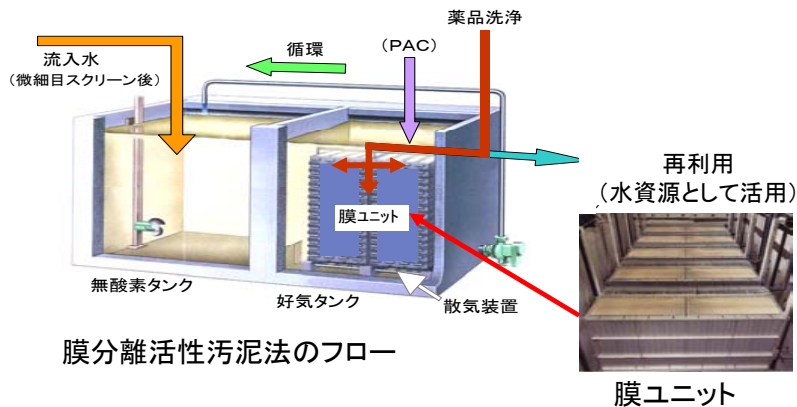 薬品洗浄
流入水
(微細目スクリーン後)
循環
(PAC)
再利用
(水資源として活用)
膜ユニット
無酸素タンク
好気タンク
散気装置
膜分離活性汚泥法のフロー
膜ユニット